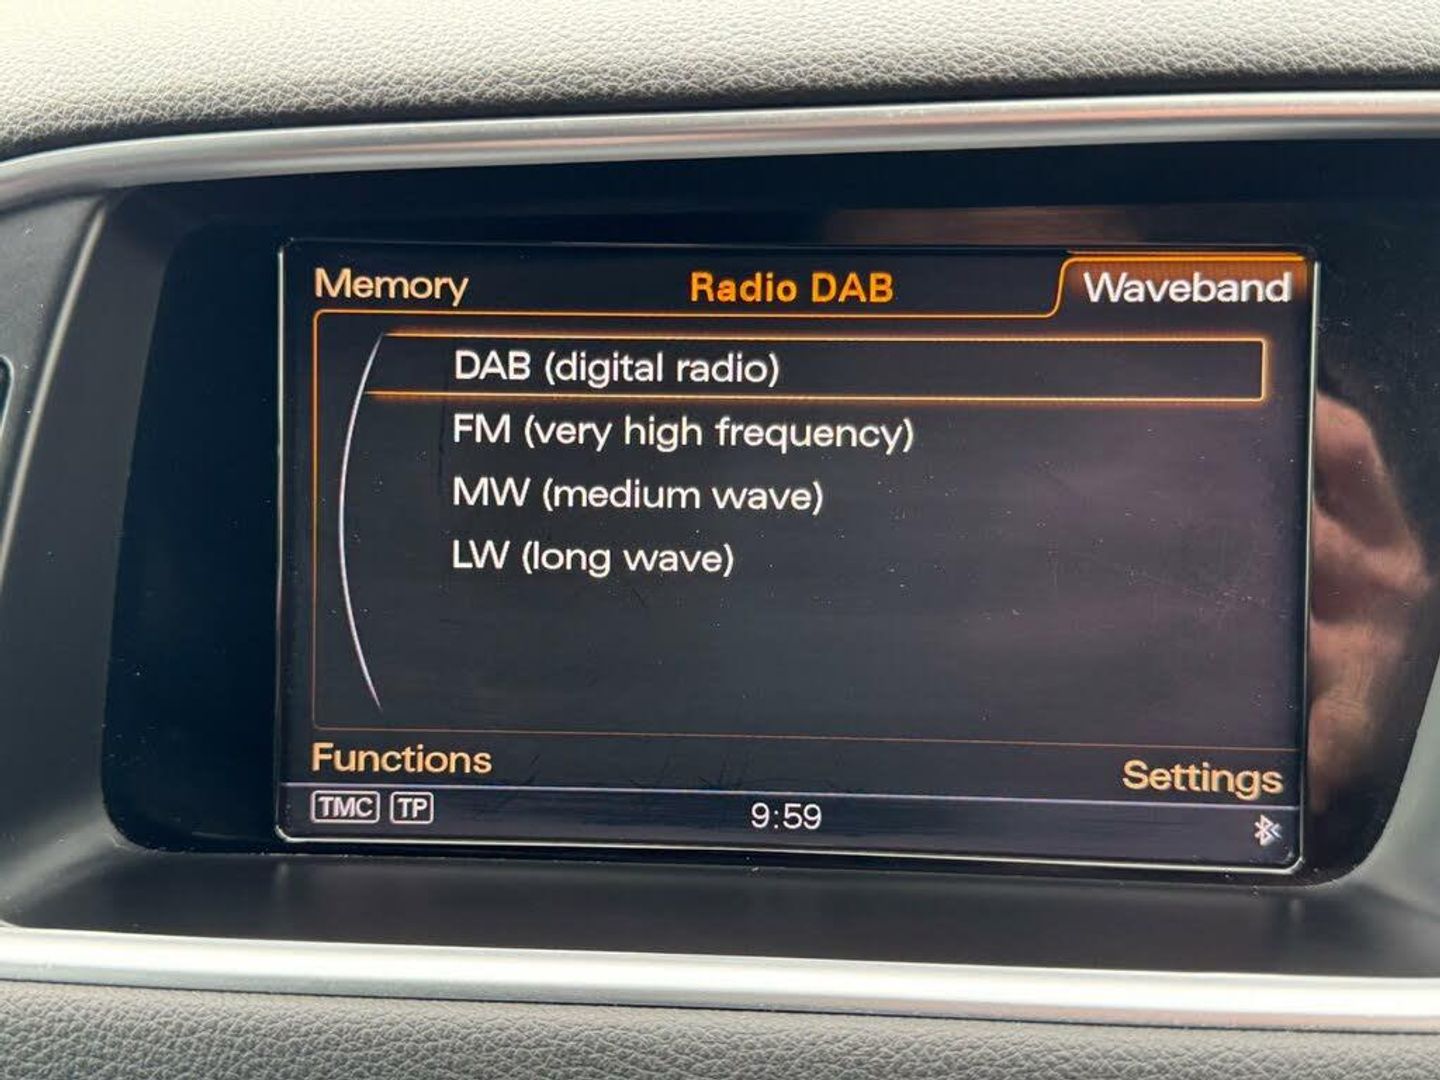 Memory Radio DAB Waveband
DAB (digital radio)
FM (very high frequency)
MW (medium wave)
LW (long wave)
Functions Settings
TMC TP 9:59